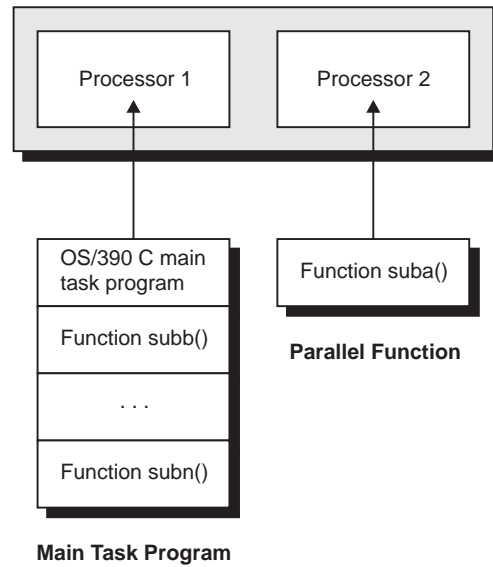 Processor 1
Processor 2
OS/390 C main
task program
Function subb()
. . .
Function subn()
Main Task Program
Function suba()
Parallel Function